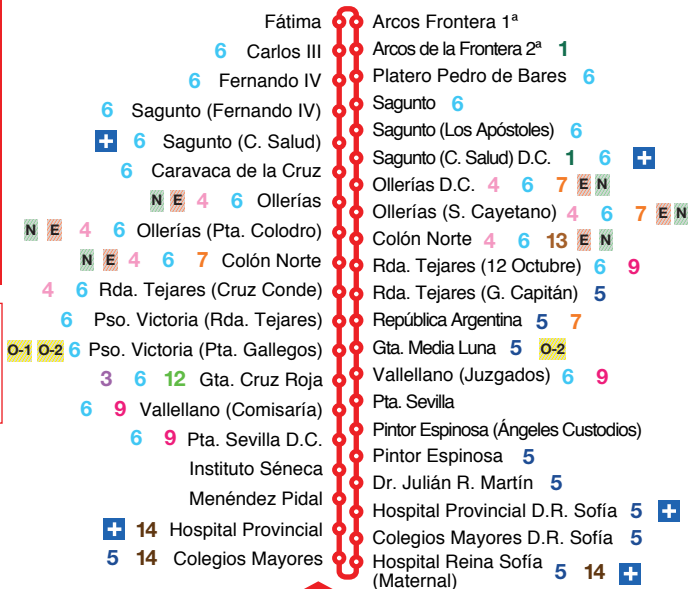 Fátima
6 Carlos III
6 Fernando IV
6 Sagunto (Fernando IV)
6 Sagunto (C. Salud)
6 Caravaca de la Cruz
N E 4 6 Ollerías
N E 4 6 Ollerías (Pta. Colodro)
N E 4 6 7 Colón Norte
4 6 Rda. Tejares (Cruz Conde)
6 Pso. Victoria (Rda. Tejares)
O-1 O-2 6 Pso. Victoria (Pta. Gallegos)
3 6 12 Gta. Cruz Roja
6 9 Vallellano (Comisaría)
6 9 Pta. Sevilla D.C.
Instituto Séneca
Menéndez Pidal
14 Hospital Provincial
5 14 Colegios Mayores
Arcos Frontera 1ª
Arcos de la Frontera 2ª 1
Platero Pedro de Bares 6
Sagunto 6
Sagunto (Los Apóstoles) 6
Sagunto (C. Salud) D.C. 1 6
Ollerías D.C. 4 6 7 E N
Ollerías (S. Cayetano) 4 6 7 E N
Colón Norte 4 6 13 E N
Rda. Tejares (12 Octubre) 6 9
Rda. Tejares (G. Capitán) 5
República Argentina 5 7
Gta. Media Luna 5 O-2
Vallellano (Juzgados) 6 9
Pta. Sevilla
Pintor Espinosa (Ángeles Custodios)
Pintor Espinosa 5
Dr. Julián R. Martín 5
Hospital Provincial D.R. Sofía 5
Colegios Mayores D.R. Sofía 5
Hospital Reina Sofía
(Maternal) 5 14